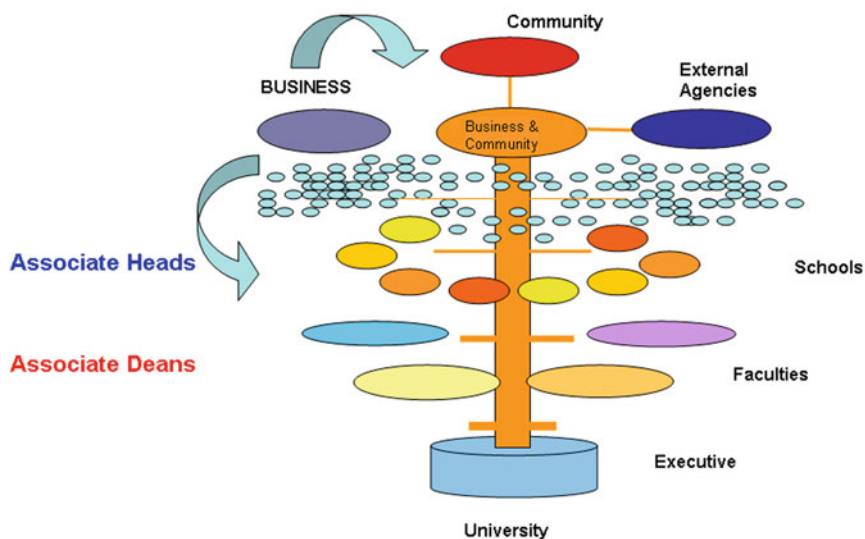 Community
External
Agencies
BUSINESS
Business &
Community
Associate Heads
Schools
Associate Deans
Faculties
Executive
University